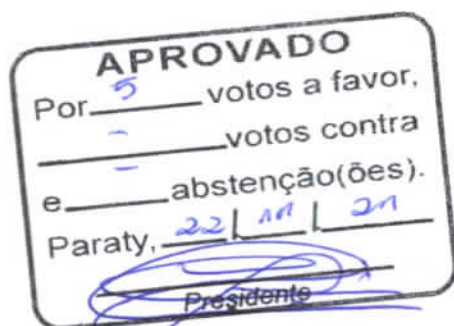 APROVADO
Por 5 votos a favor,
- votos contra
e - abstenção(ões).
Paraty, 22 / 11 / 21
Presidente